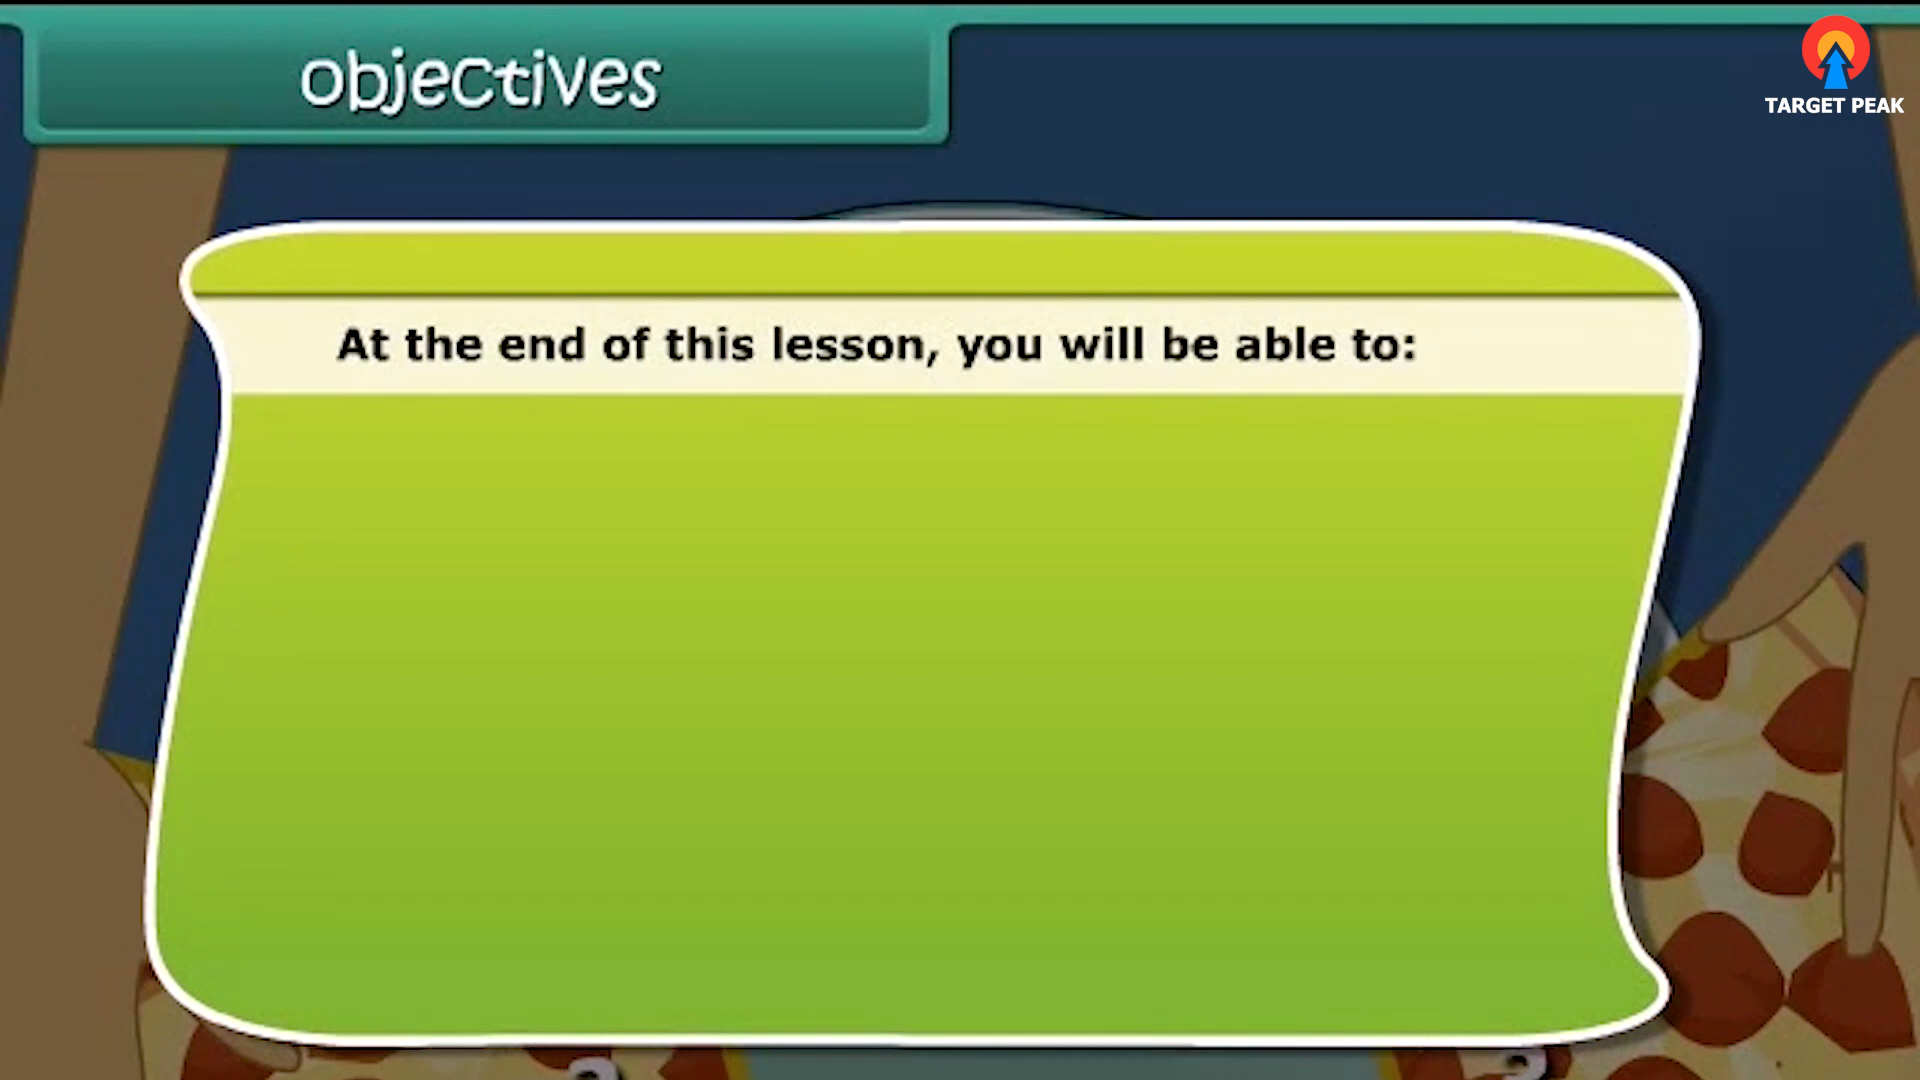 objectives
TARGET PEAK
At the end of this lesson, you will be able to: